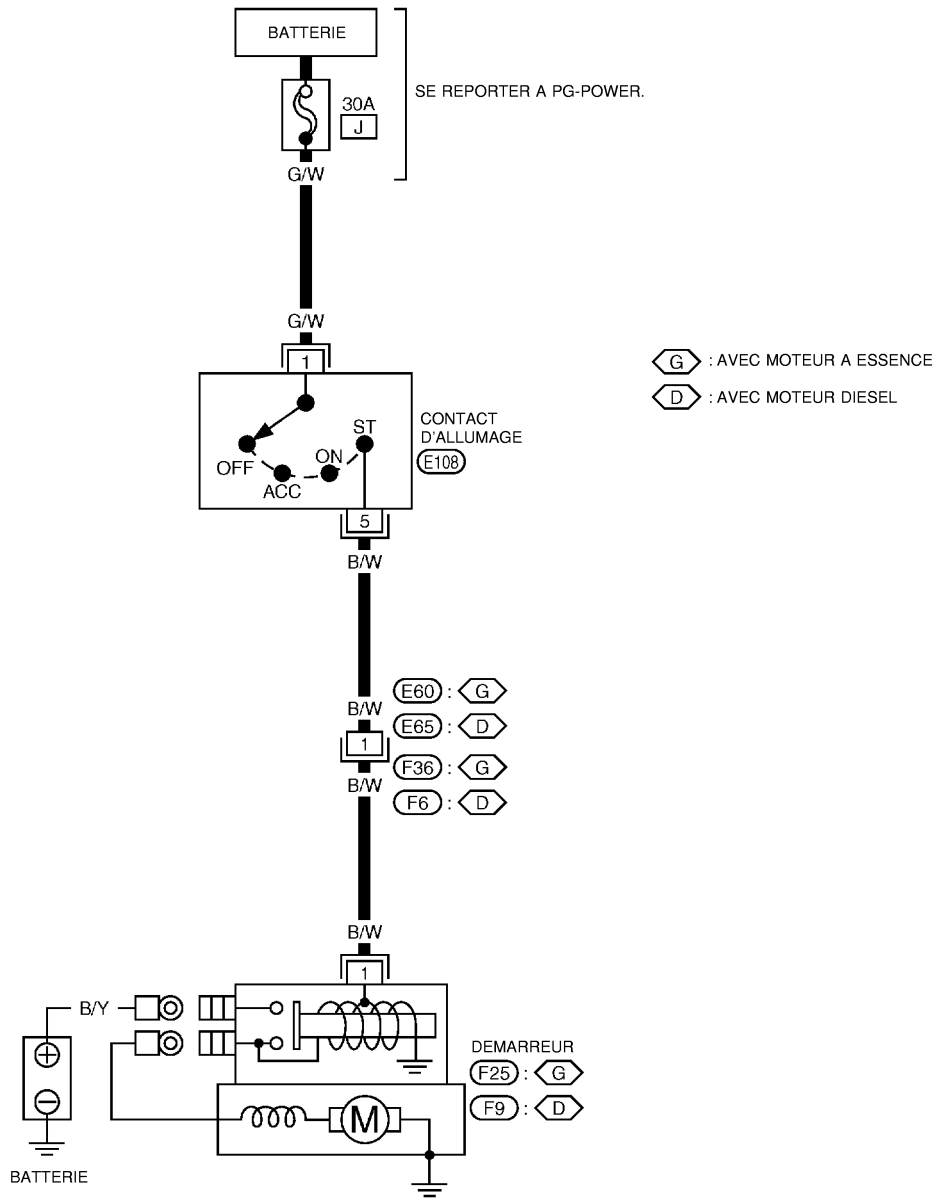 BATTERIE
SE REPORTER A PG-POWER.
30A
J
G/W
G/W
1
G : AVEC MOTEUR A ESSENCE
D : AVEC MOTEUR DIESEL
CONTACT
D'ALLUMAGE
E108
ST
OFF
ON
ACC
5
B/W
E60 : G
B/W
E65 : D
1
F36 : G
B/W
F6 : D
B/W
1
B/Y
DEMARREUR
F25 : G
F9 : D
M
BATTERIE